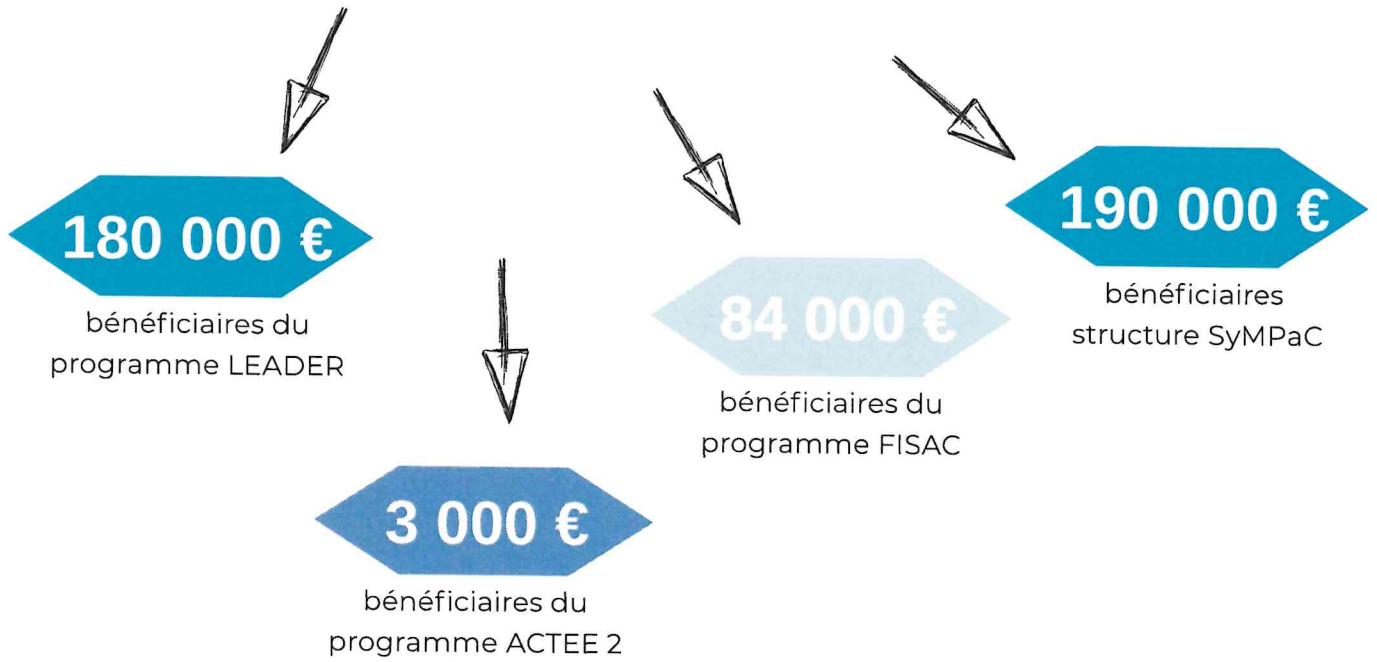 180 000 €
bénéficiaires du
programme LEADER
3 000 €
bénéficiaires du
programme ACTEE 2
84 000 €
bénéficiaires du
programme FISAC
190 000 €
bénéficiaires
structure SyMPaC